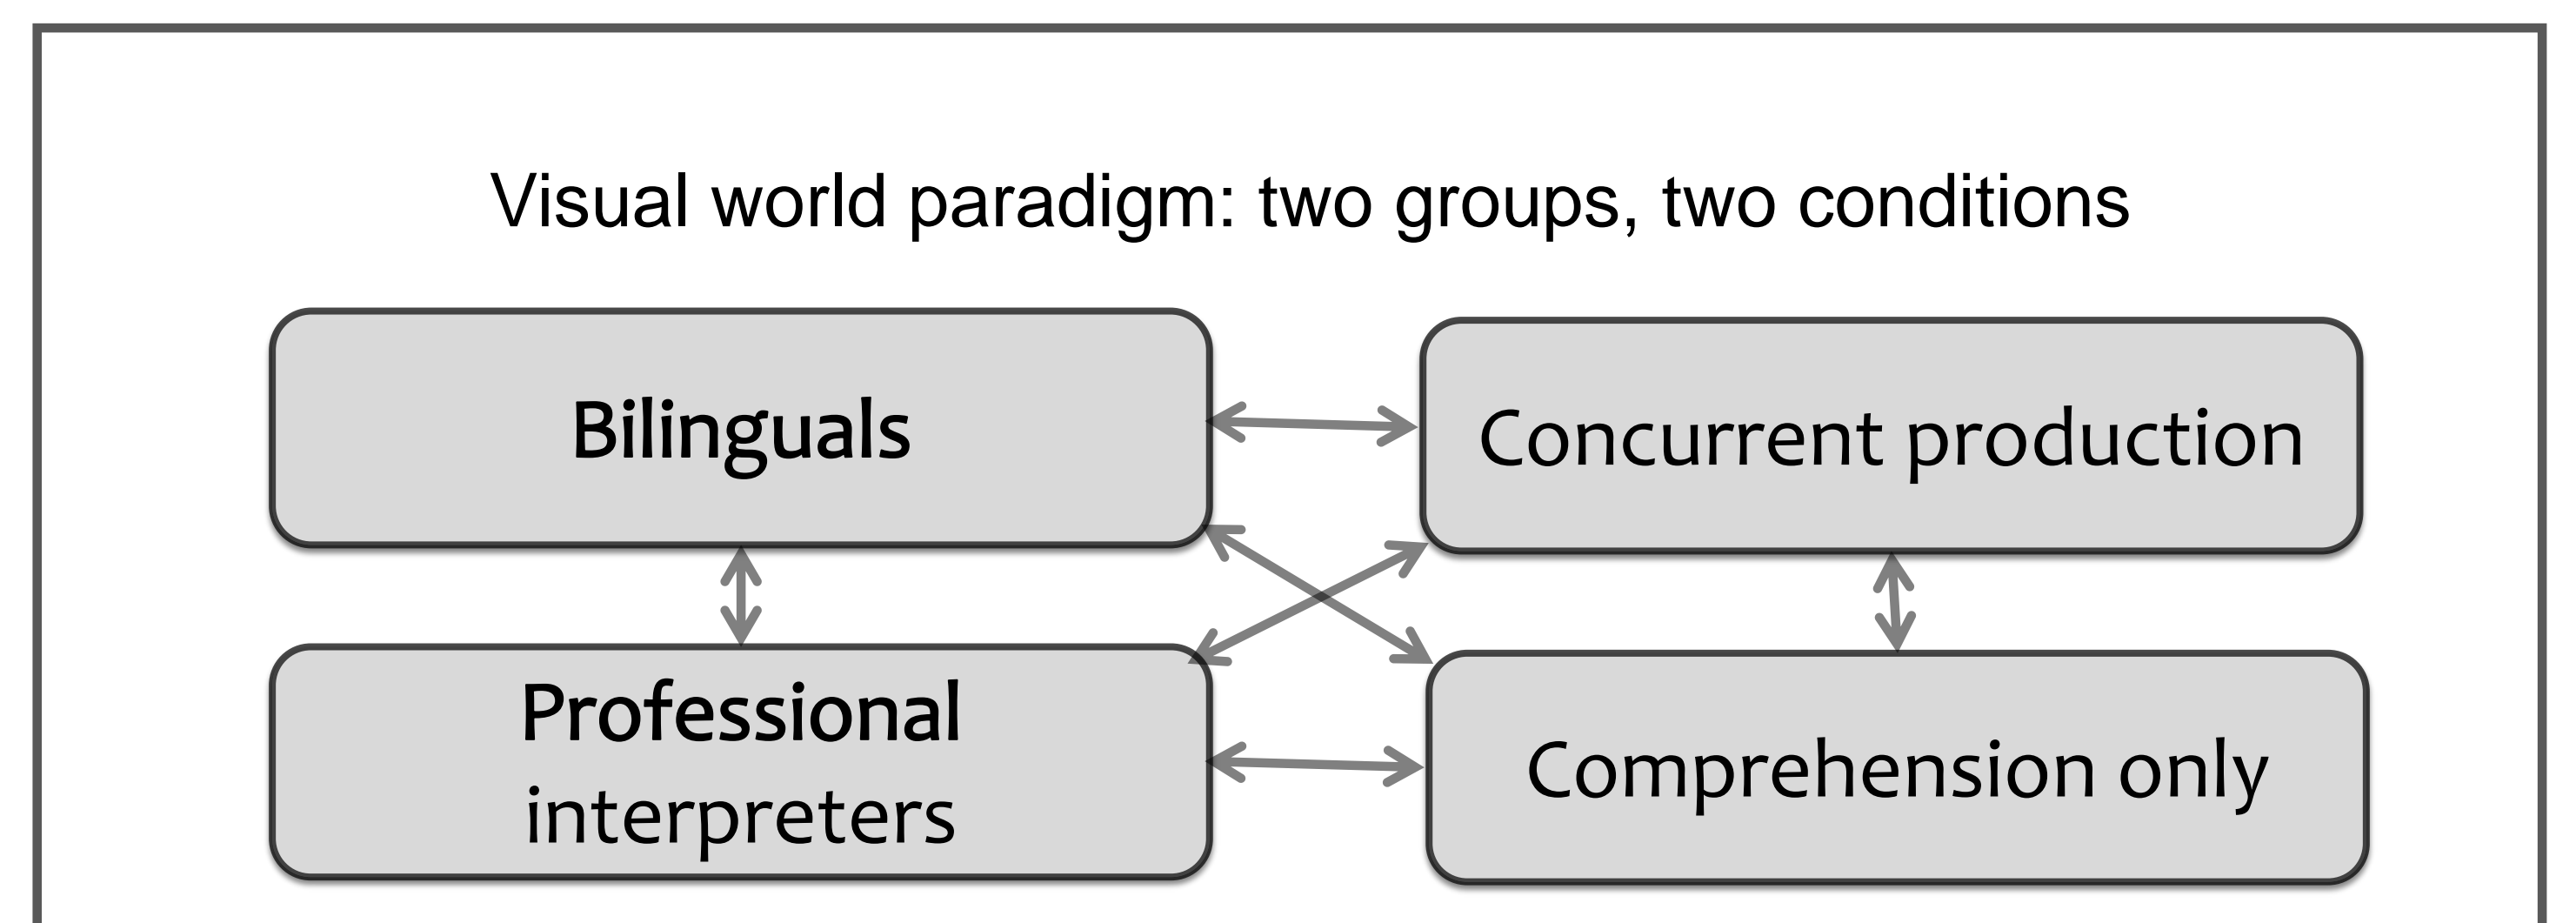 Visual world paradigm: two groups, two conditions
Bilinguals
Concurrent production
Professional
interpreters
Comprehension only